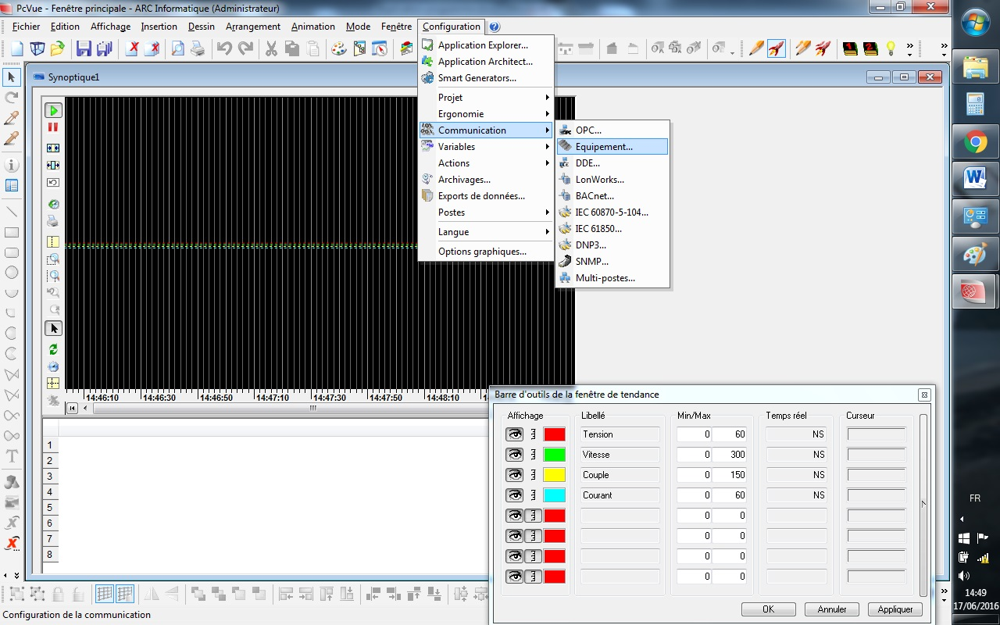 PcVue - Fenêtre principale - ARC Informatique (Administrateur)
Fichier Edition Affichage Insertion Dessin Arrangement Animation Mode Fenêtre Configuration
Application Explorer...
Application Architect...
Smart Generators...
Projet
Ergonomie
Communication
Variables
Actions
Archivages...
Exports de données...
Postes
Langue
Options graphiques...
OPC...
Equipement...
DDE...
LonWorks...
BACnet...
IEC 60870-5-104...
IEC 61850...
DNP3...
SNMP...
Multi-postes...
Synoptique1
14:46:10 14:46:30 14:46:50 14:47:10 14:47:30 14:47:50 14:48:10
1
2
3
4
5
6
7
8
Barre d'outils de la fenêtre de tendance
Affichage Libellé Min/Max Temps réel Curseur
Tension 0 60 NS
Vitesse 0 300 NS
Couple 0 150 NS
Courant 0 60 NS
0 0
0 0
0 0
0 0
OK Annuler Appliquer
Configuration de la communication
FR
14:49
17/06/2016